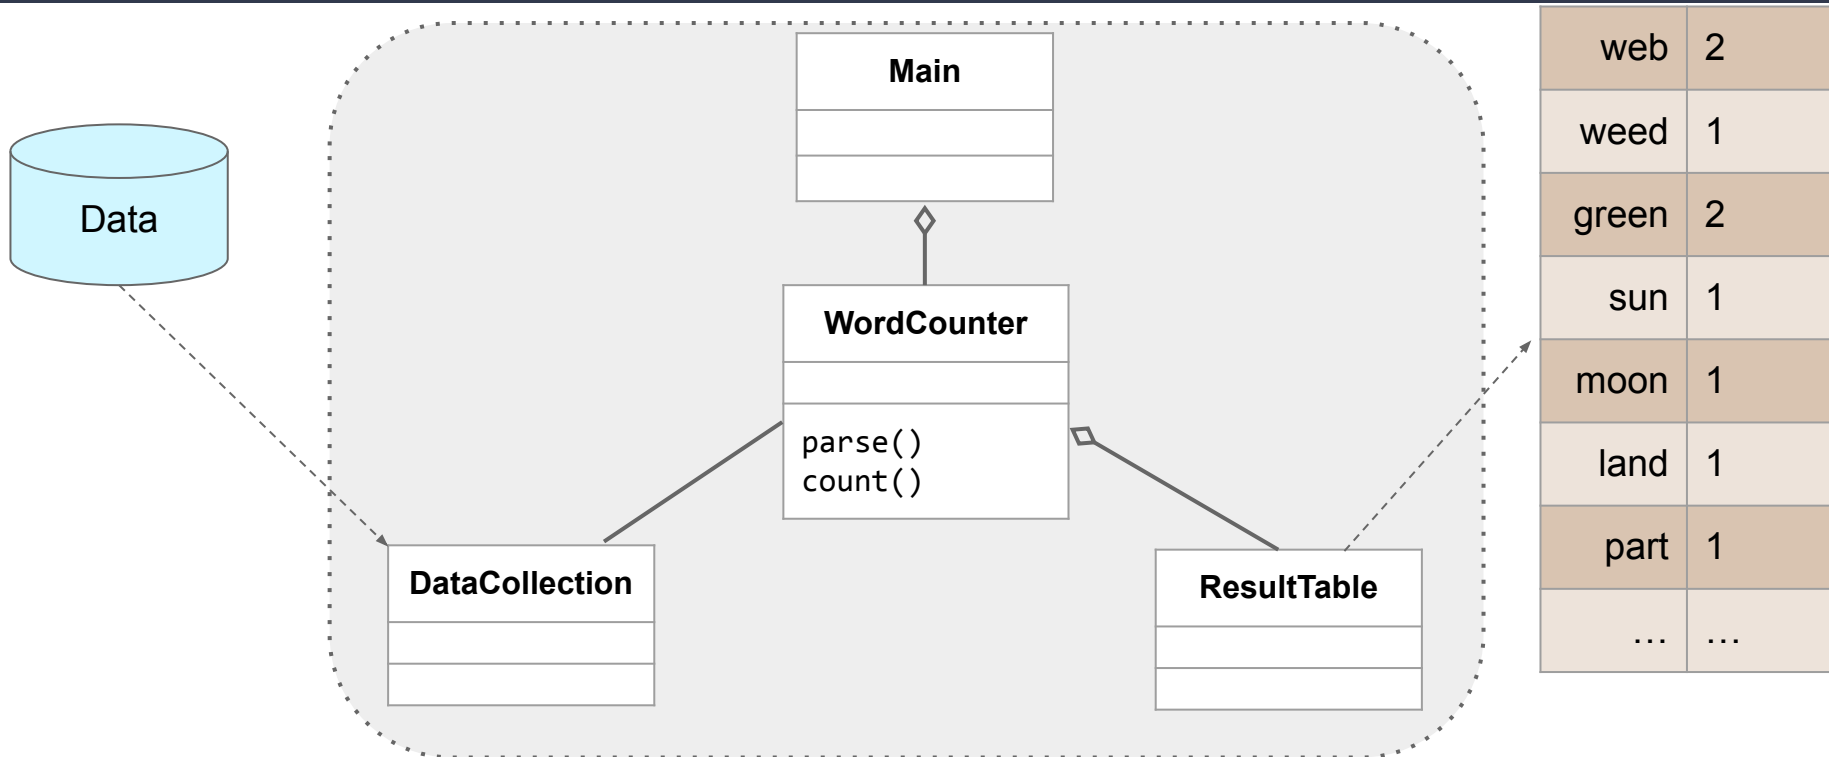 Data
Main
WordCounter
parse()
count()
DataCollection
ResultTable
web 2
weed 1
green 2
sun 1
moon 1
land 1
part 1
... ...